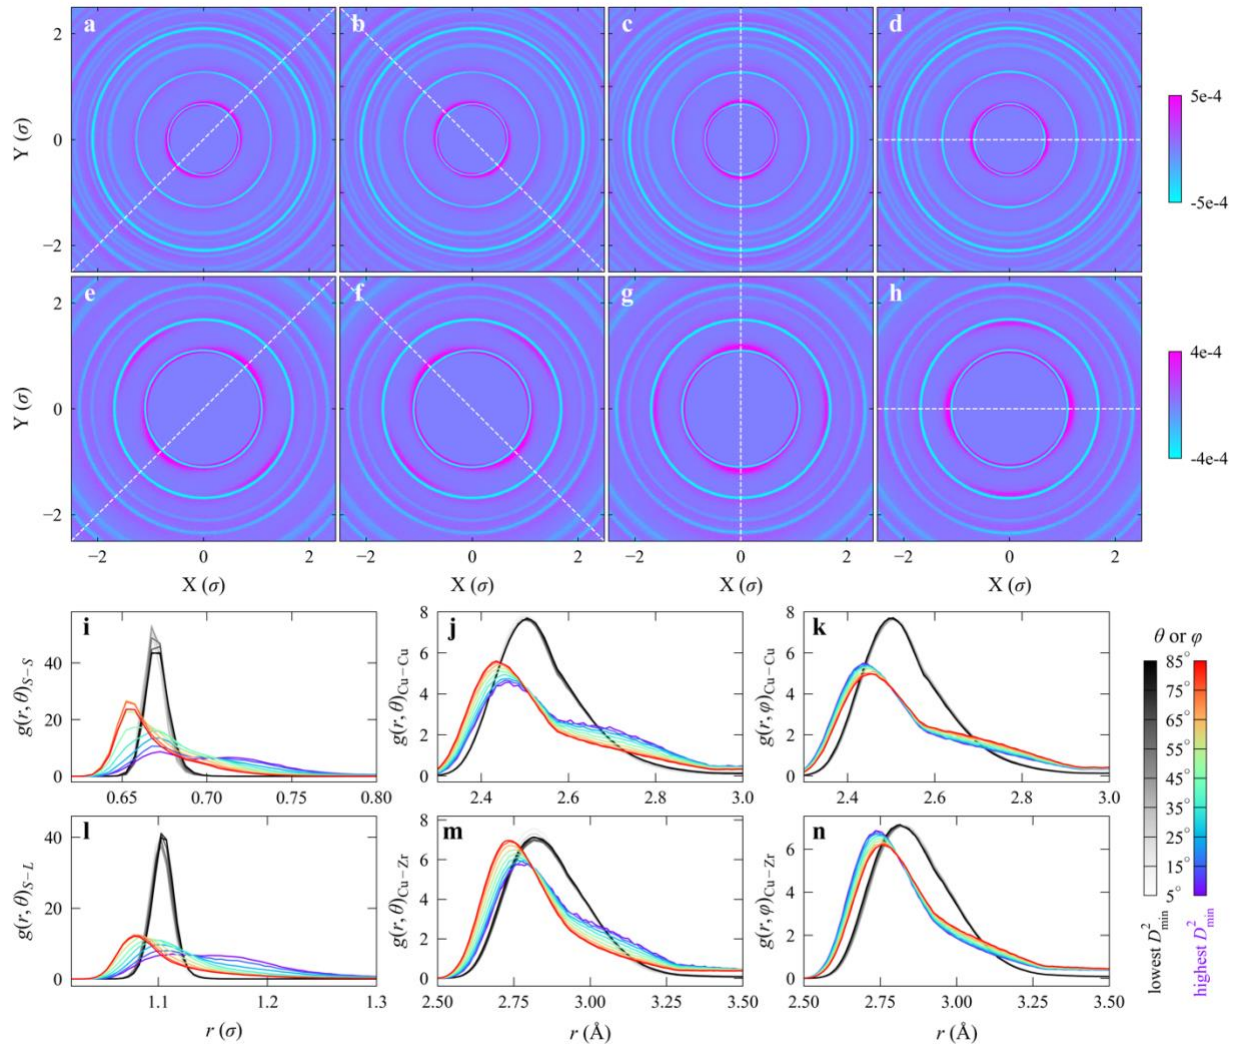 a b c d
2
0
−2
Y (σ)
5e-4
-5e-4
e f g h
2
0
−2
Y (σ)
4e-4
-4e-4
−2 0 2 −2 0 2 −2 0 2 −2 0 2
X (σ) X (σ) X (σ) X (σ)
i
40
20
0
g(r, θ)S−S
0.65 0.70 0.75 0.80
j
8
6
4
2
0
g(r, θ)Cu−Cu
2.4 2.6 2.8 3.0
k
8
6
4
2
0
g(r, φ)Cu−Cu
2.4 2.6 2.8 3.0
l
40
20
0
g(r, θ)S−L
1.1 1.2 1.3
r (σ)
m
8
6
4
2
0
g(r, θ)Cu−Zr
2.50 2.75 3.00 3.25 3.50
r (Å)
n
7.5
5.0
2.5
0.0
g(r, φ)Cu−Zr
2.50 2.75 3.00 3.25 3.50
r (Å)
θ or φ
85°
75°
65°
55°
45°
35°
25°
15°
5°
lowest D²min
highest D²min